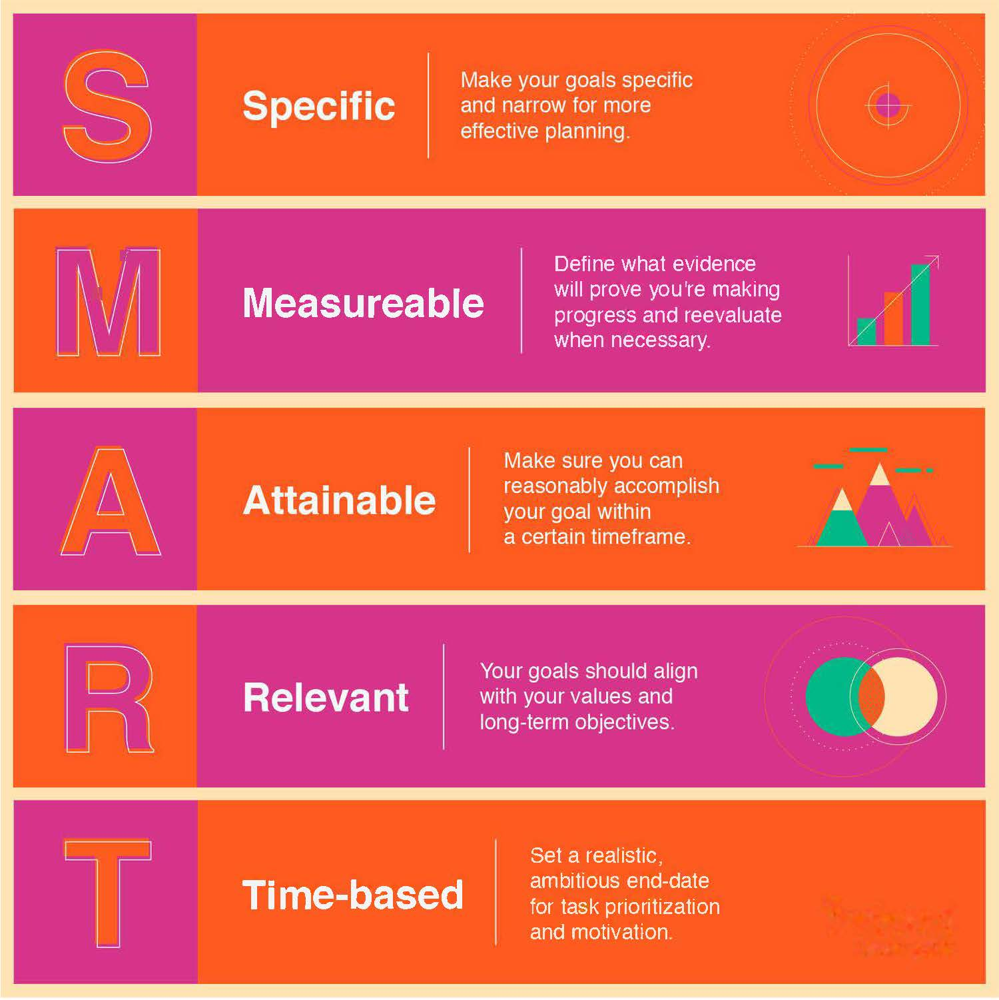 S
Specific
Make your goals specific
and narrow for more
effective planning.
M
Measureable
Define what evidence
will prove you're making
progress and reevaluate
when necessary.
A
Attainable
Make sure you can
reasonably accomplish
your goal within
a certain timeframe.
R
Relevant
Your goals should align
with your values and
long-term objectives.
T
Time-based
Set a realistic,
ambitious end-date
for task prioritization
and motivation.